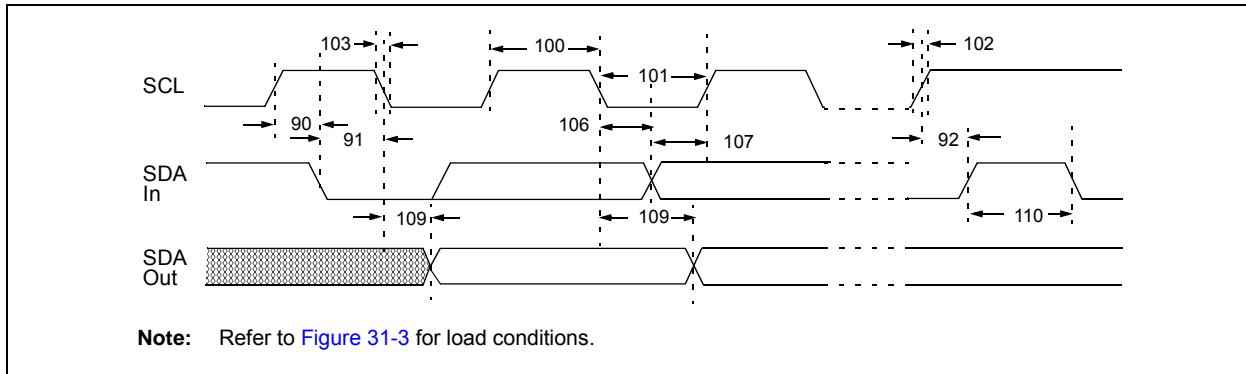 103
100
102
101
SCL
90
91
106
107
92
SDA
In
109
109
110
SDA
Out
Note: Refer to Figure 31-3 for load conditions.